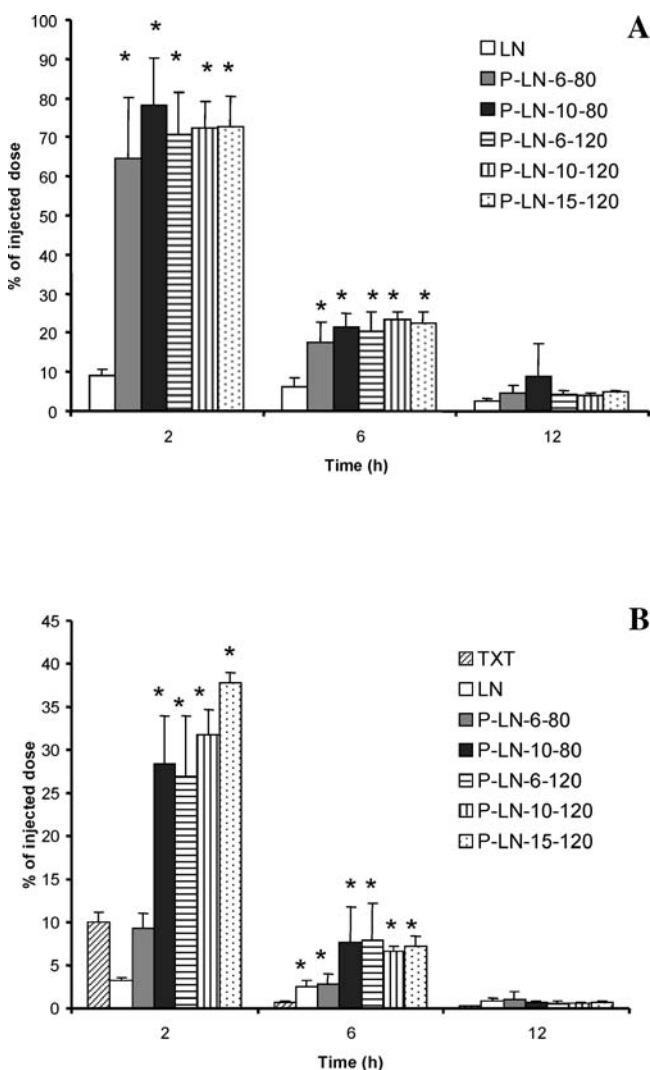 A
% of injected dose
100
90
80
70
60
50
40
30
20
10
0
* * * * *
* * * * *
LN
P-LN-6-80
P-LN-10-80
P-LN-6-120
P-LN-10-120
P-LN-15-120
2 6 12
Time (h)
B
% of injected dose
45
40
35
30
25
20
15
10
5
0
* * * *
* * * * * *
TXT
LN
P-LN-6-80
P-LN-10-80
P-LN-6-120
P-LN-10-120
P-LN-15-120
2 6 12
Time (h)